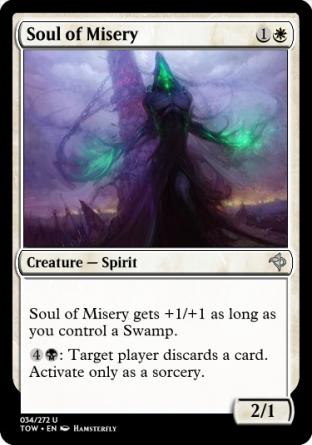 Soul of Misery 1
Creature — Spirit
Soul of Misery gets +1/+1 as long as
you control a Swamp.
4: Target player discards a card.
Activate only as a sorcery.
2/1
034/272 U
TOW • EN Hamsterfly